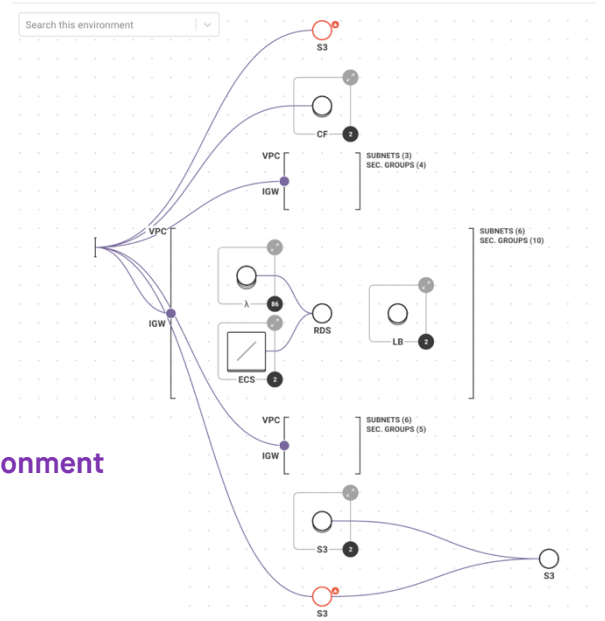 Search this environment
S3
CF
2
VPC
SUBNETS (3)
SEC. GROUPS (4)
IGW
VPC
SUBNETS (6)
SEC. GROUPS (10)
λ
86
IGW
RDS
LB
2
ECS
2
VPC
SUBNETS (6)
SEC. GROUPS (5)
IGW
onment
S3
2
S3
S3